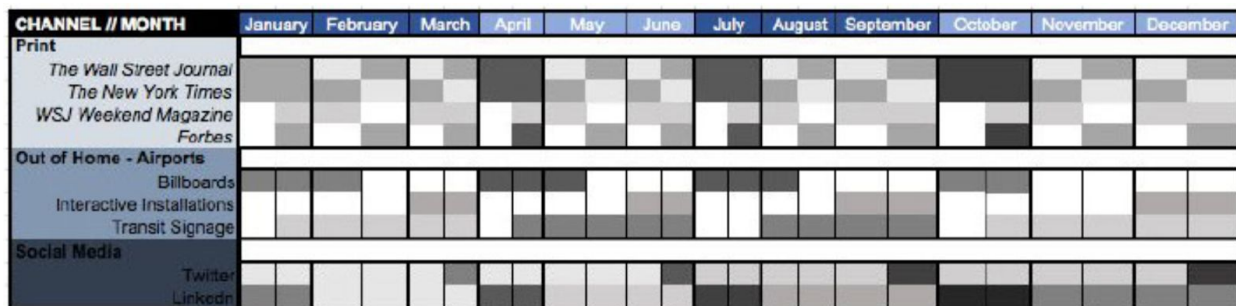 CHANNEL // MONTH January February March April May June July August September October November December
Print
The Wall Street Journal
The New York Times
WSJ Weekend Magazine
Forbes
Out of Home - Airports
Billboards
Interactive Installations
Transit Signage
Social Media
Twitter
Linkedn